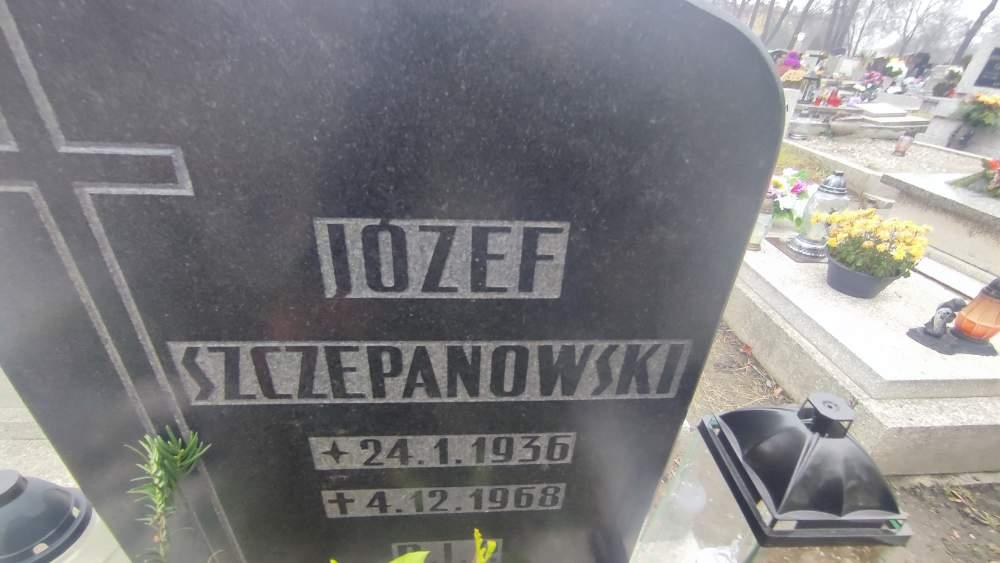 JÓZEF
SZCZEPANOWSKI
24.1.1936
4.12.1968